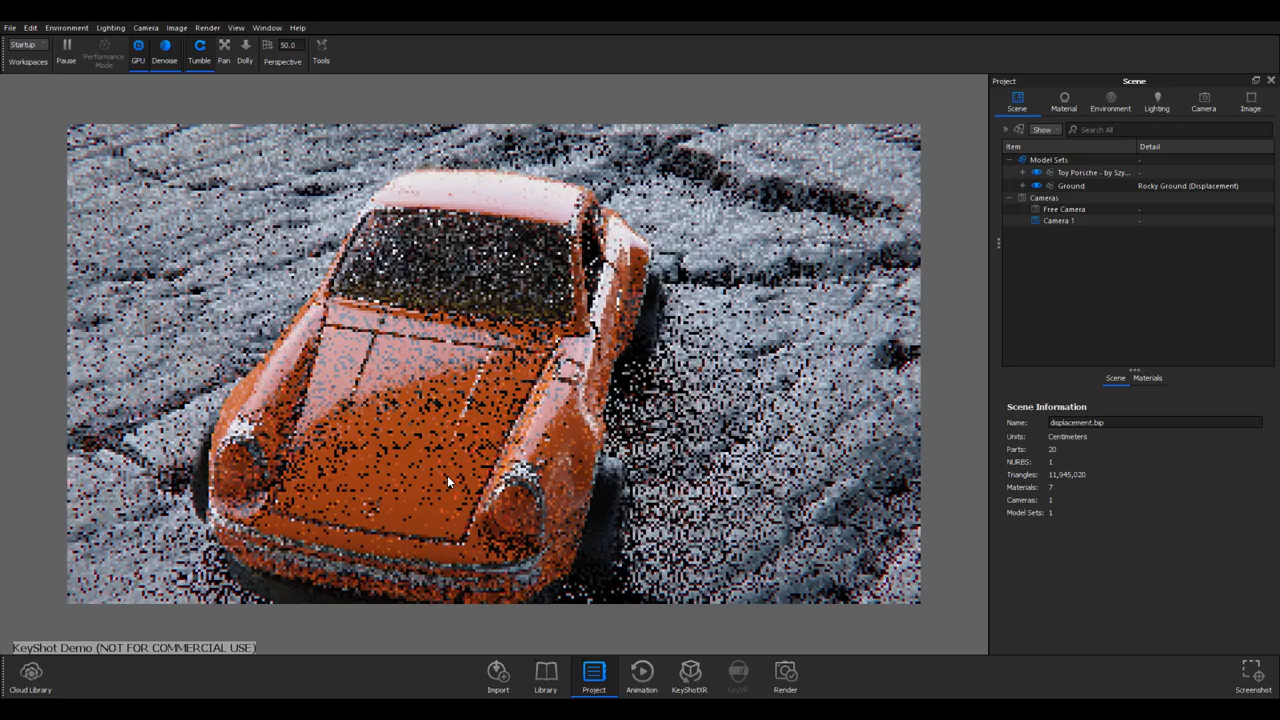 File Edit Environment Lighting Camera Image Render View Window Help
Startup 50.0
Workspaces Pause Performance Mode GPU Denoise Tumble Pan Dolly Perspective Tools
Project Scene
Scene Material Environment Lighting Camera Image
Show Search All
Item Detail
Model Sets -
Toy Porsche - by Szy... -
Ground Rocky Ground (Displacement)
Cameras -
Free Camera -
Camera 1 -
Scene Materials
Scene Information
Name: displacement.bip
Units: Centimeters
Parts: 20
NURBS: 1
Triangles: 11,945,020
Materials: 7
Cameras: 1
Model Sets: 1
KeyShot Demo (NOT FOR COMMERCIAL USE)
Cloud Library Import Library Project Animation KeyShotXR KeyVR Render Screenshot